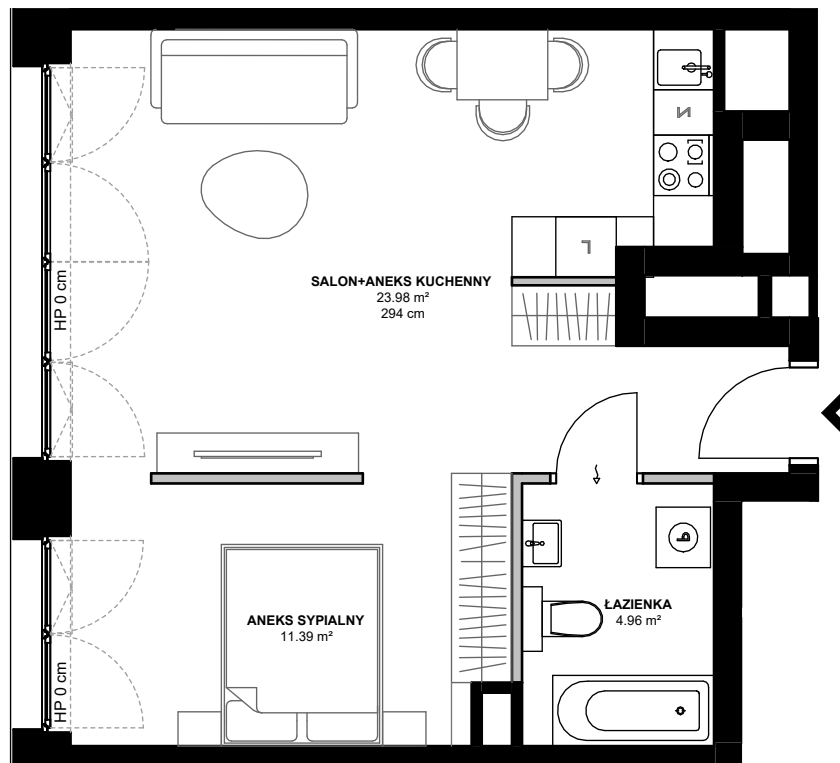 N
L
HP 0 cm
SALON+ANEKS KUCHENNY
23.98 m²
294 cm
P
ŁAZIENKA
4.96 m²
ANEKS SYPIALNY
11.39 m²
HP 0 cm